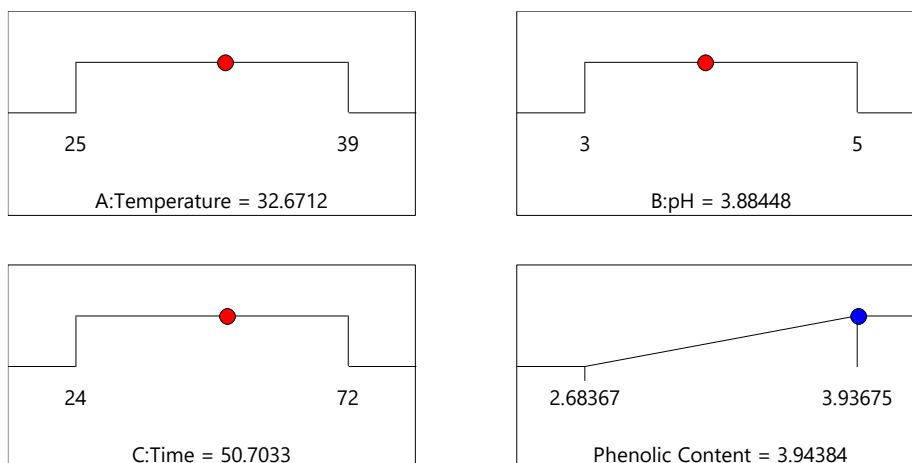 25 39
A:Temperature = 32.6712
3 5
B:pH = 3.88448
24 72
C:Time = 50.7033
2.68367 3.93675
Phenolic Content = 3.94384